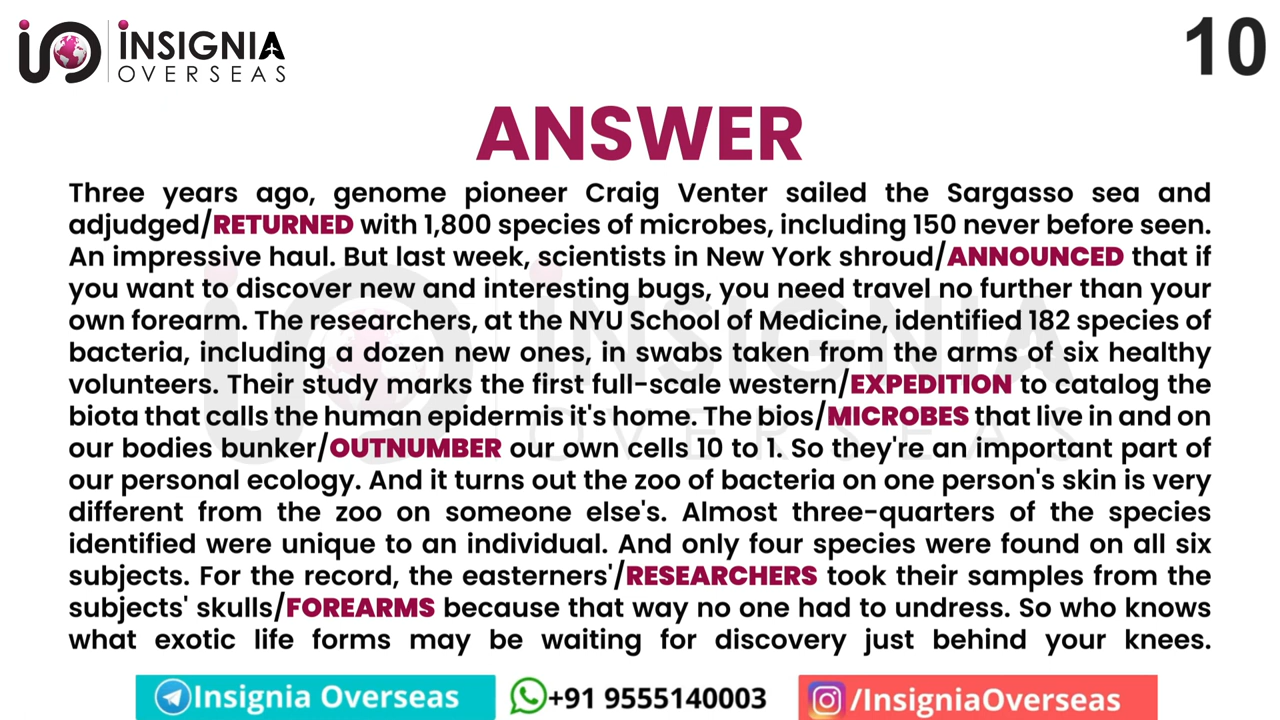 iO iNSIGNIA
OVERSEAS
10
ANSWER
Three years ago, genome pioneer Craig Venter sailed the Sargasso sea and
adjudged/RETURNED with 1,800 species of microbes, including 150 never before seen.
An impressive haul. But last week, scientists in New York shroud/ANNOUNCED that if
you want to discover new and interesting bugs, you need travel no further than your
own forearm. The researchers, at the NYU School of Medicine, identified 182 species of
bacteria, including a dozen new ones, in swabs taken from the arms of six healthy
volunteers. Their study marks the first full-scale western/EXPEDITION to catalog the
biota that calls the human epidermis it's home. The bios/MICROBES that live in and on
our bodies bunker/OUTNUMBER our own cells 10 to 1. So they're an important part of
our personal ecology. And it turns out the zoo of bacteria on one person's skin is very
different from the zoo on someone else's. Almost three-quarters of the species
identified were unique to an individual. And only four species were found on all six
subjects. For the record, the easterners'/RESEARCHERS took their samples from the
subjects' skulls/FOREARMS because that way no one had to undress. So who knows
what exotic life forms may be waiting for discovery just behind your knees.
Insignia Overseas +91 9555140003 /InsigniaOverseas